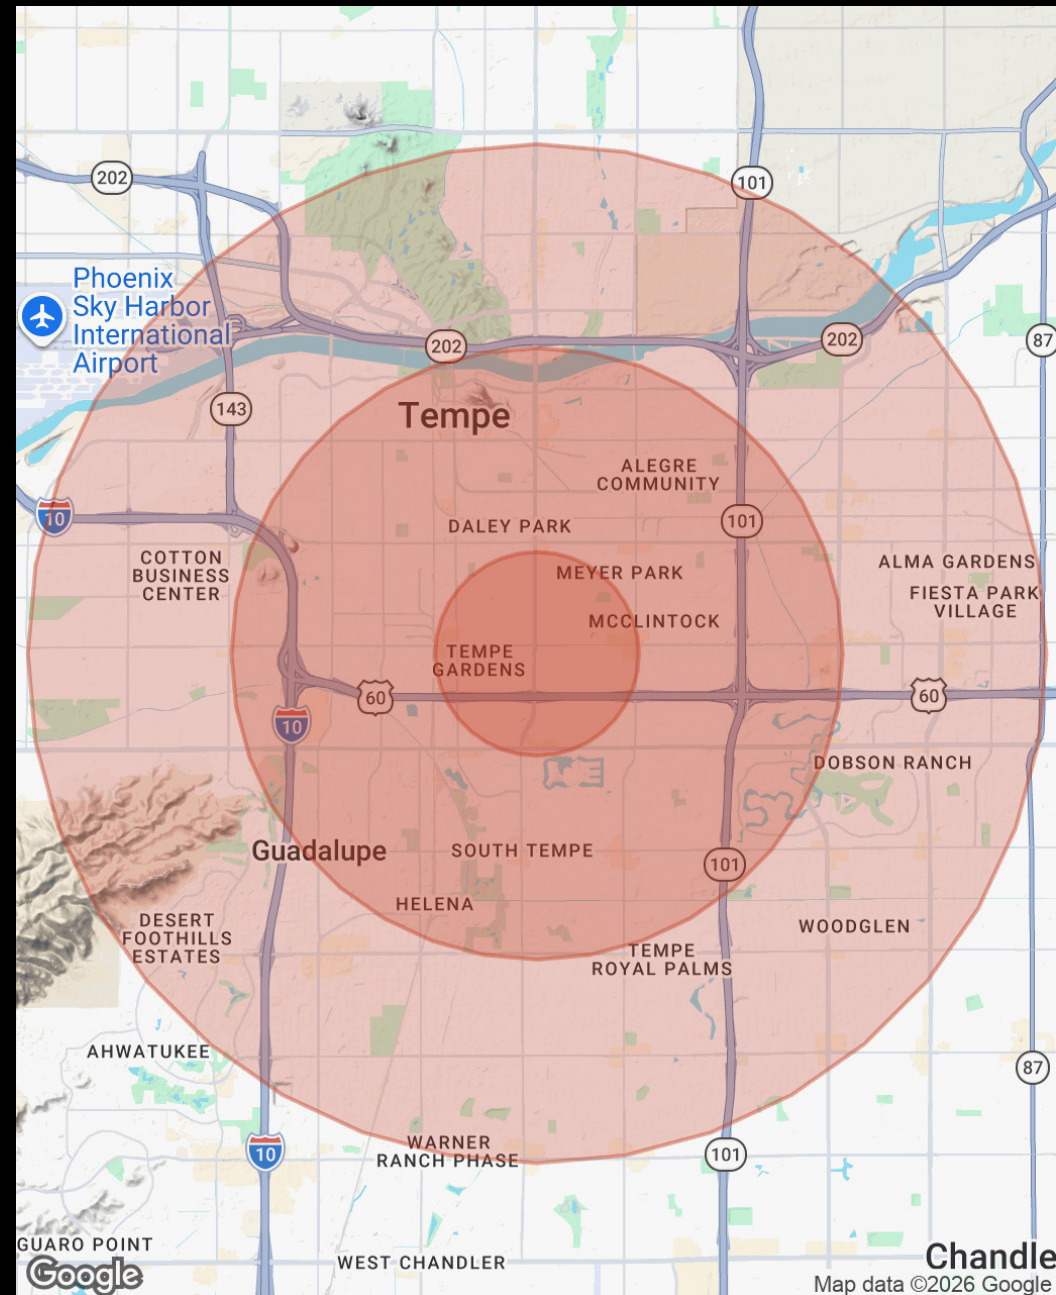 202
101
Phoenix
Sky Harbor
International
Airport
202
202
87
143
Tempe
ALEGRE
COMMUNITY
10
101
DALEY PARK
COTTON
BUSINESS
CENTER
MEYER PARK
ALMA GARDENS
FIESTA PARK
VILLAGE
MCCLINTOCK
TEMPE
GARDENS
60
60
10
DOBSON RANCH
Guadalupe
SOUTH TEMPE
101
HELENA
DESERT
FOOTHILLS
ESTATES
WOODGLEN
TEMPE
ROYAL PALMS
AHWATUKEE
87
WARNER
RANCH PHASE
10
101
GUARO POINT
WEST CHANDLER
Chandle
Google
Map data ©2026 Google